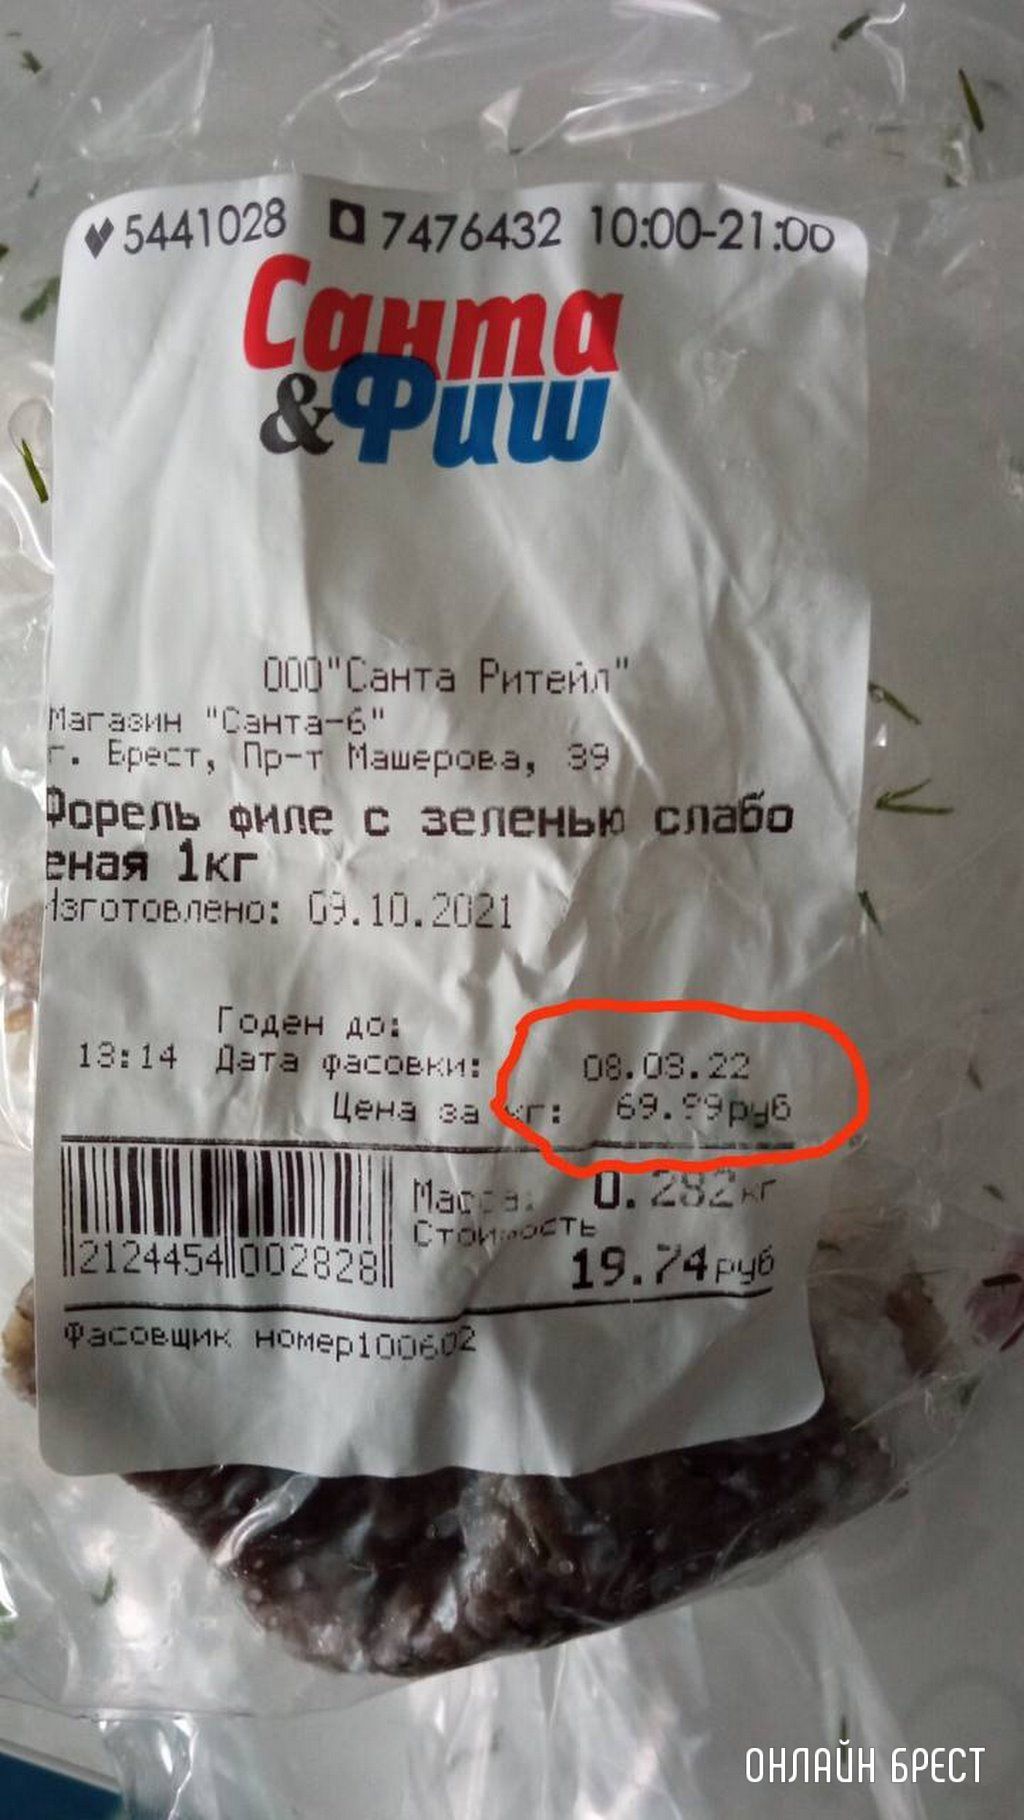 5441028 7476432 10:00-21:00
Санта
&Фиш
ООО"Санта Ритейл"
Магазин "Санта-6"
г. Брест, Пр-т Машерова, 39
Форель филе с зеленью слабо
еная 1кг
Изготовлено: 09.10.2021
Годен до:
13:14 Дата фасовки: 08.03.22
Цена за кг: 69.99руб
Масса: 0.282кг
Стоимость
19.74руб
2124454 002828
Фасовщик номер100602
ОНЛАЙН БРЕСТ